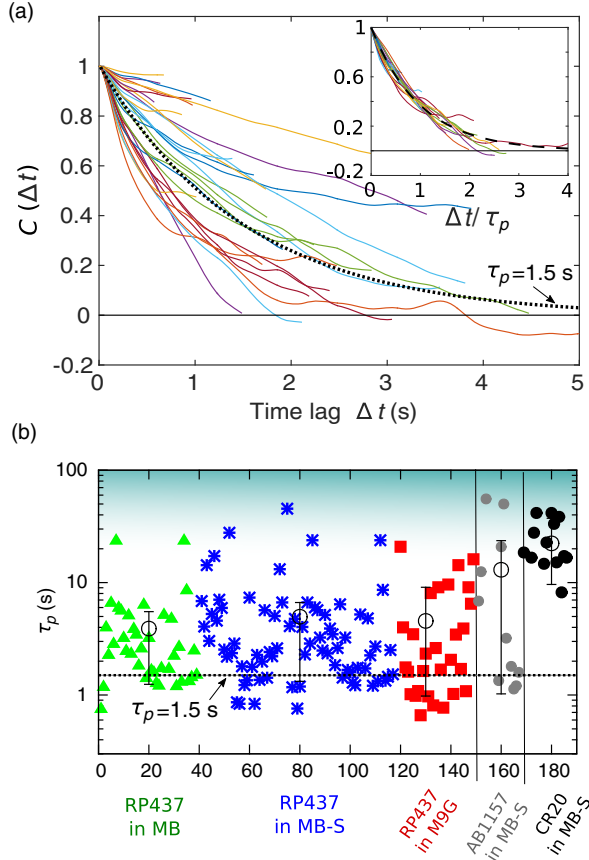 (a)
1
0.8
0.6
0.4
0.2
0
-0.2
C (Δt)
0 1 2 3 4 5
Time lag Δt(s)
τp=1.5 s
1
0.6
0.2
-0.2
0 1 2 3 4
Δt/τp
(b)
100
10
1
τp(s)
τp=1.5 s
0 20 40 60 80 100 120 140 160 180
RP437
in MB
RP437
in MB-S
RP437
in M9G
AB1157
in MB-S
CR20
in MB-S